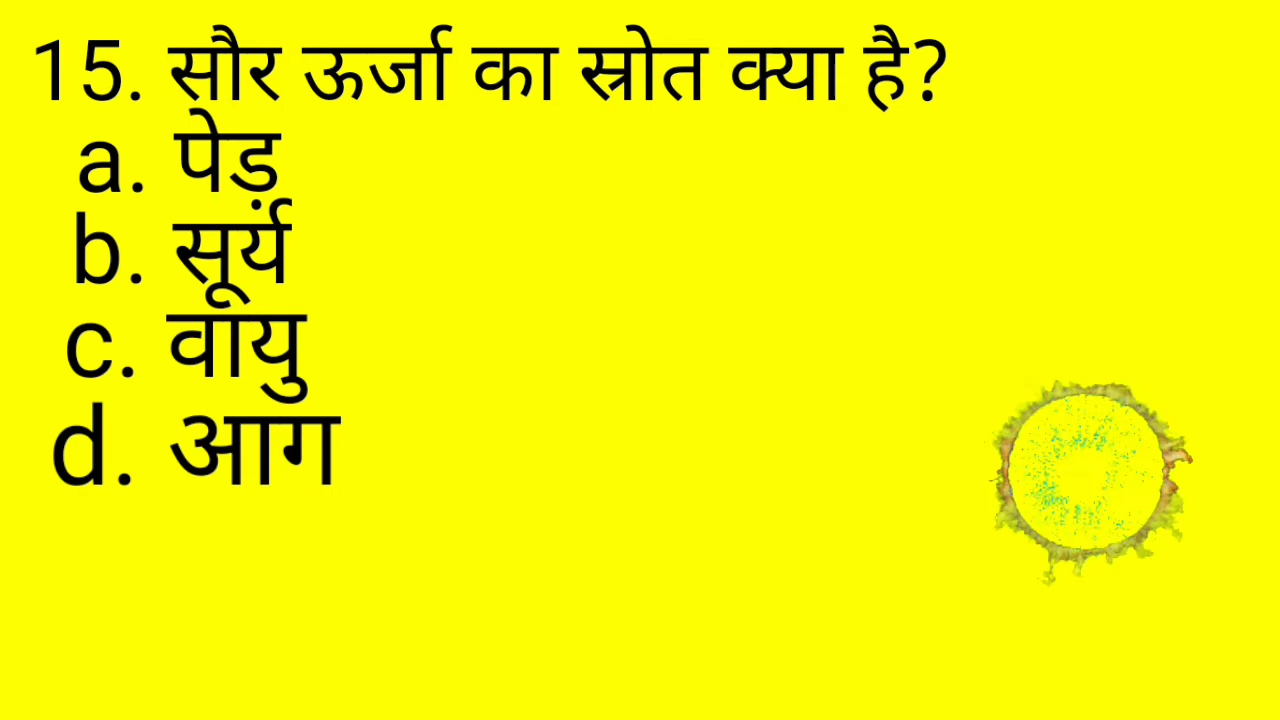 15. सौर ऊर्जा का स्रोत क्या है?
a. पेड़
b. सूर्य
c. वायु
d. आग